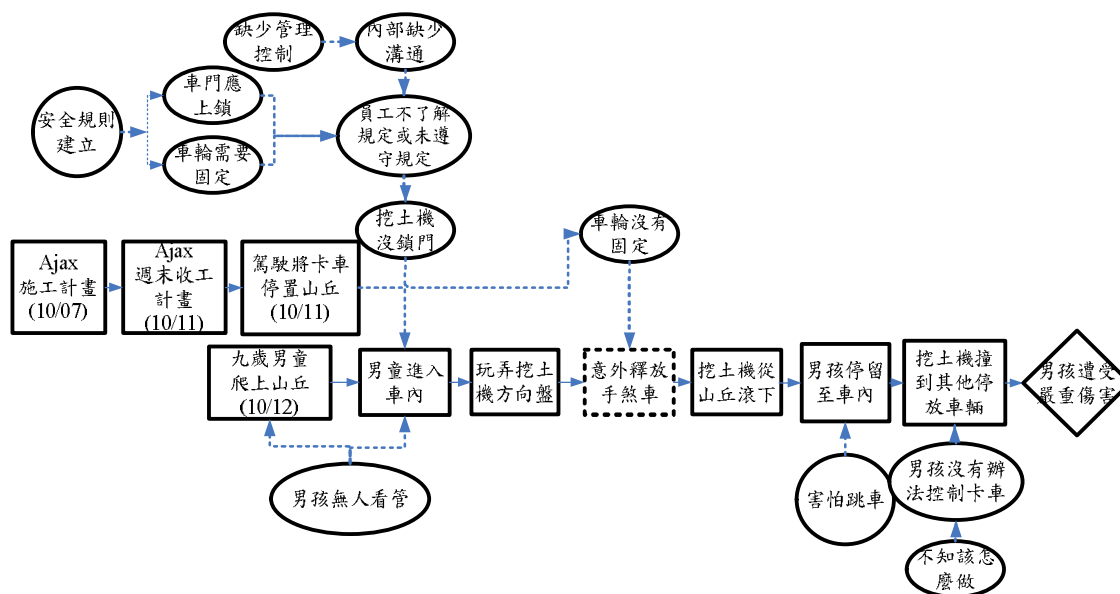 缺少管理
控制
內部缺少
溝通
車門應
上鎖
安全規則
建立
員工不了解
規定或未遵
守規定
車輪需要
固定
挖土機
沒鎖門
車輪沒有
固定
Ajax
施工計畫
(10/07)
Ajax
週末收工
計畫
(10/11)
駕駛將卡車
停置山丘
(10/11)
九歲男童
爬上山丘
(10/12)
男童進入
車內
玩弄挖土
機方向盤
意外釋放
手煞車
挖土機從
山丘滾下
男孩停留
至車內
挖土機撞
到其他停
放車輛
男孩遭受
嚴重傷害
男孩無人看管
害怕跳車
男孩沒有辦
法控制卡車
不知該怎
麼做